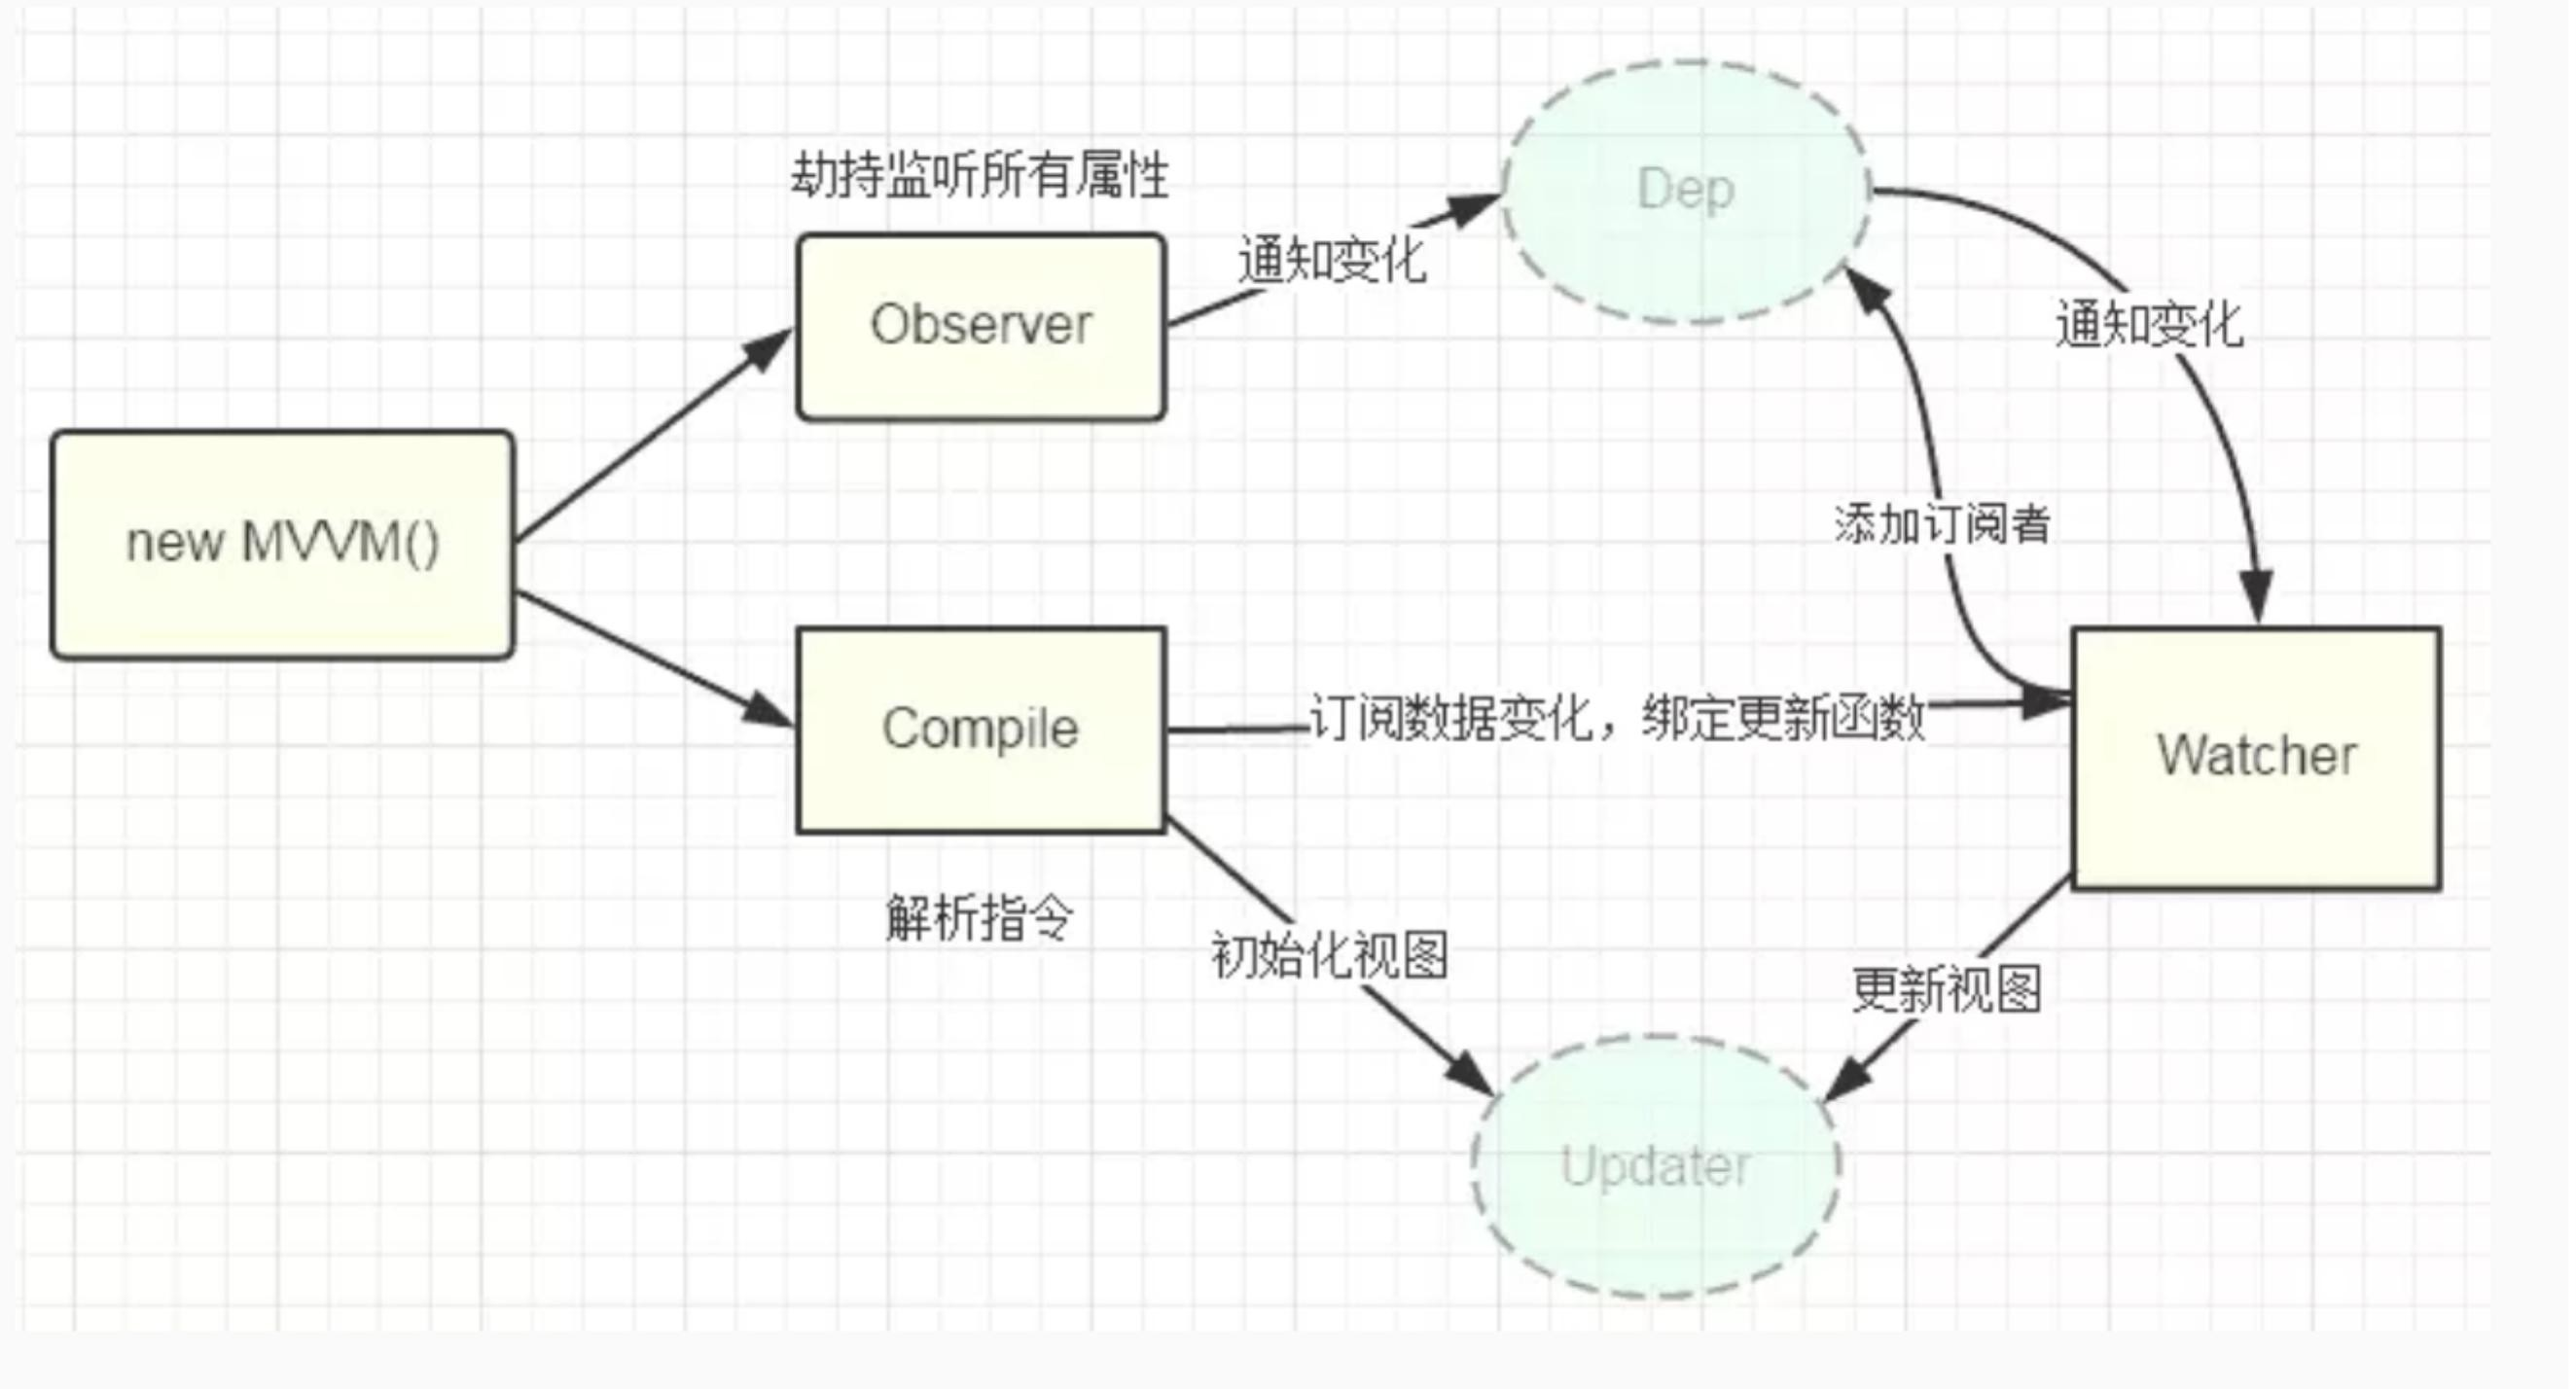 劫持监听所有属性
Dep
通知变化
Observer
通知变化
new MVVM()
添加订阅者
Compile
订阅数据变化，绑定更新函数
Watcher
解析指令
初始化视图
更新视图
Updater